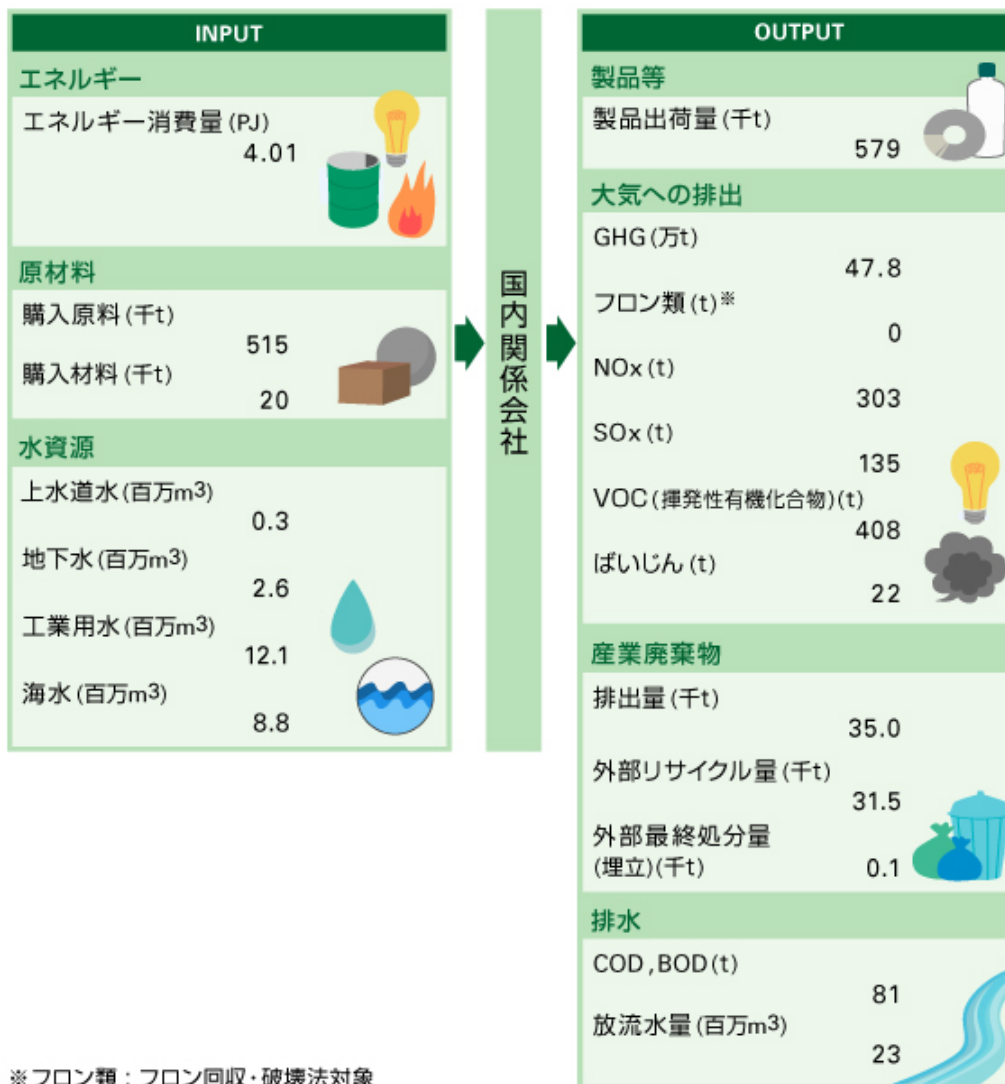 INPUT
エネルギー
エネルギー消費量(PJ)
4.01
原材料
購入原料(千t)
515
購入材料(千t)
20
水資源
上水道水(百万m3)
0.3
地下水(百万m3)
2.6
工業用水(百万m3)
12.1
海水(百万m3)
8.8
国内関係会社
OUTPUT
製品等
製品出荷量(千t)
579
大気への排出
GHG(万t)
47.8
フロン類(t)※
0
NOx(t)
303
SOx(t)
135
VOC(揮発性有機化合物)(t)
408
ばいじん(t)
22
産業廃棄物
排出量(千t)
35.0
外部リサイクル量(千t)
31.5
外部最終処分量
(埋立)(千t) 0.1
排水
COD,BOD(t)
81
放流水量(百万m3)
23
※フロン類:フロン回収・破壊法対象